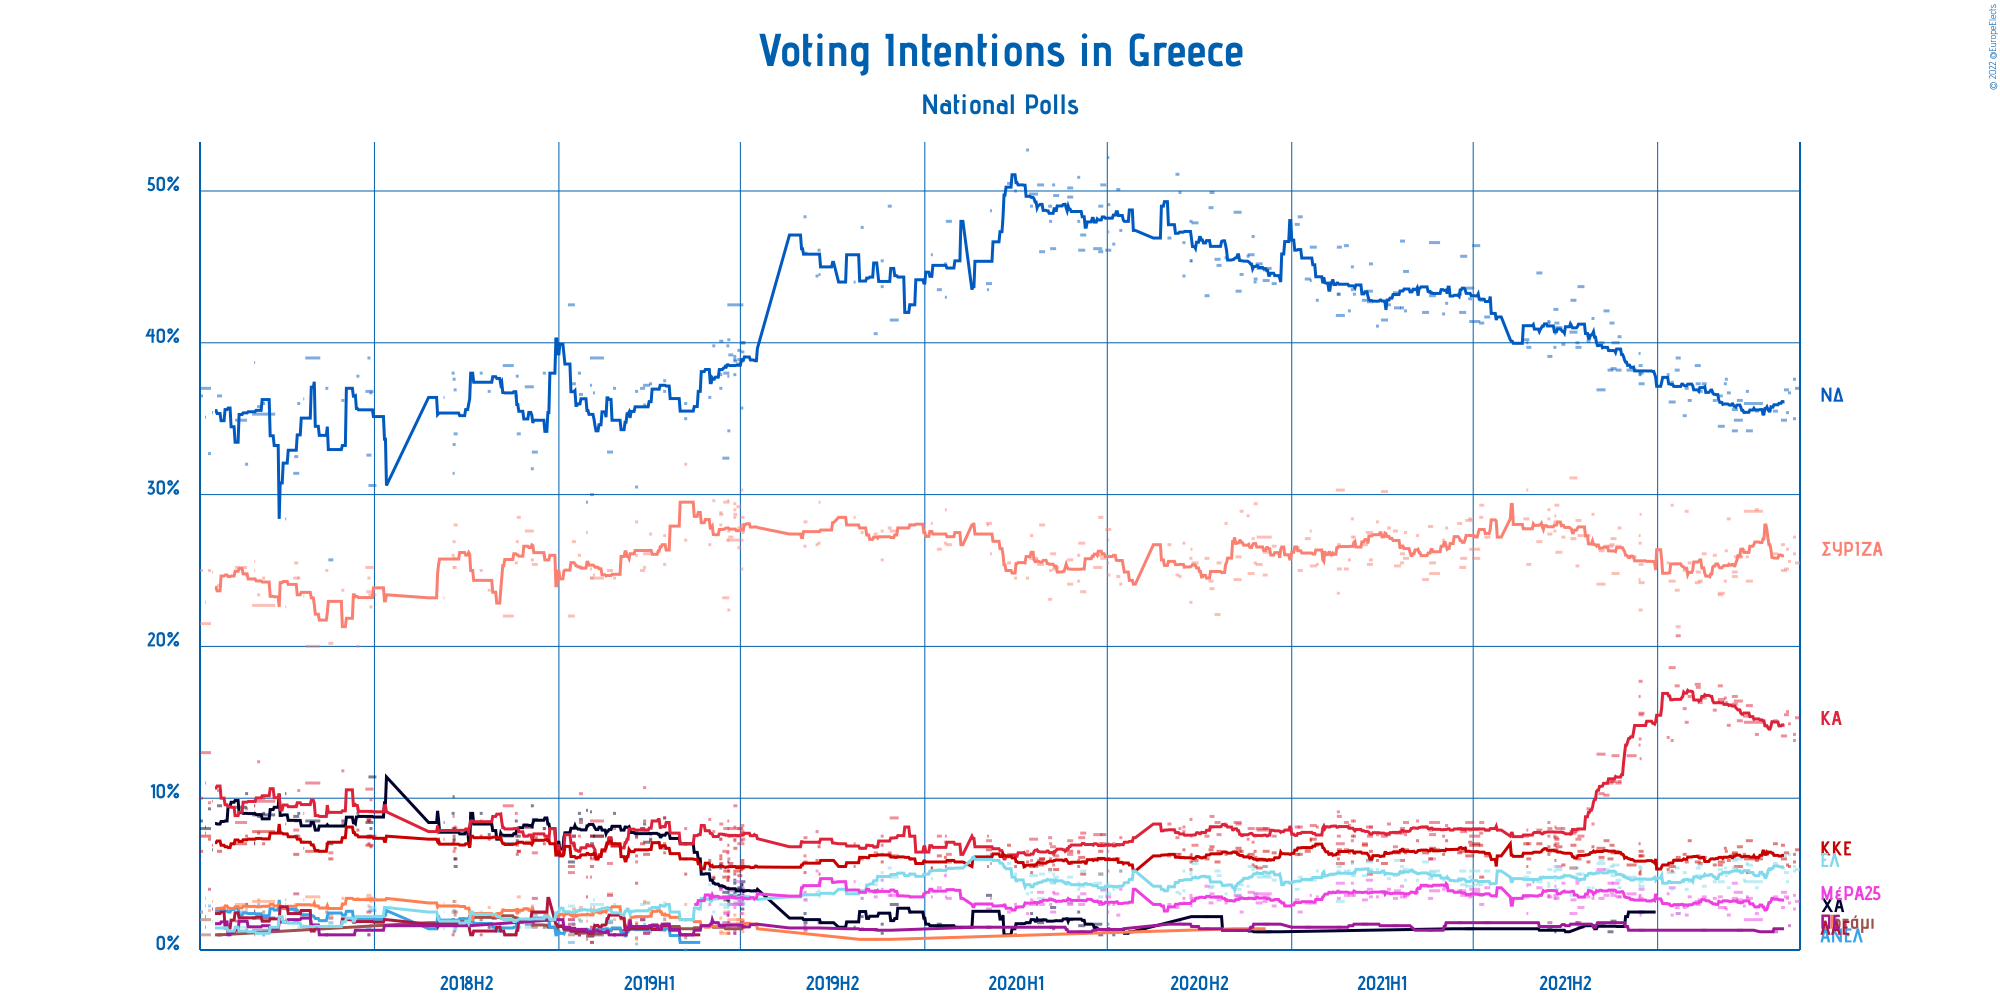 Voting Intentions in Greece
National Polls
© 2022 @EuropeElects
50%
40%
30%
20%
10%
0%
ΝΔ
ΣΥΡΙΖΑ
ΚΑ
ΚΚΕ
ΕΛ
ΜέΡΑ25
ΧΑ
ΑΝΕΛ
2018H2
2019H1
2019H2
2020H1
2020H2
2021H1
2021H2